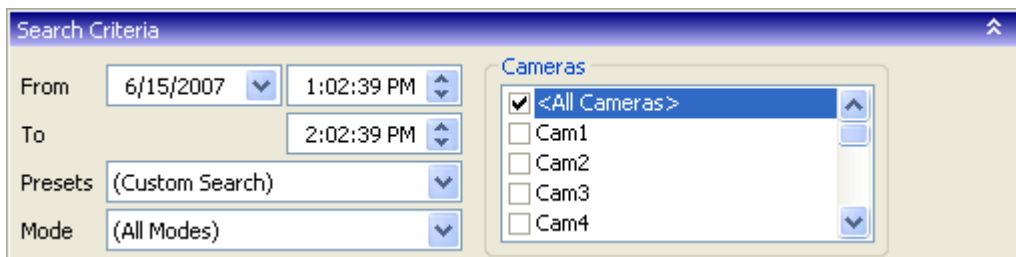 Search Criteria
From 6/15/2007 1:02:39 PM
To 2:02:39 PM
Presets (Custom Search)
Mode (All Modes)
Cameras
<All Cameras>
Cam1
Cam2
Cam3
Cam4